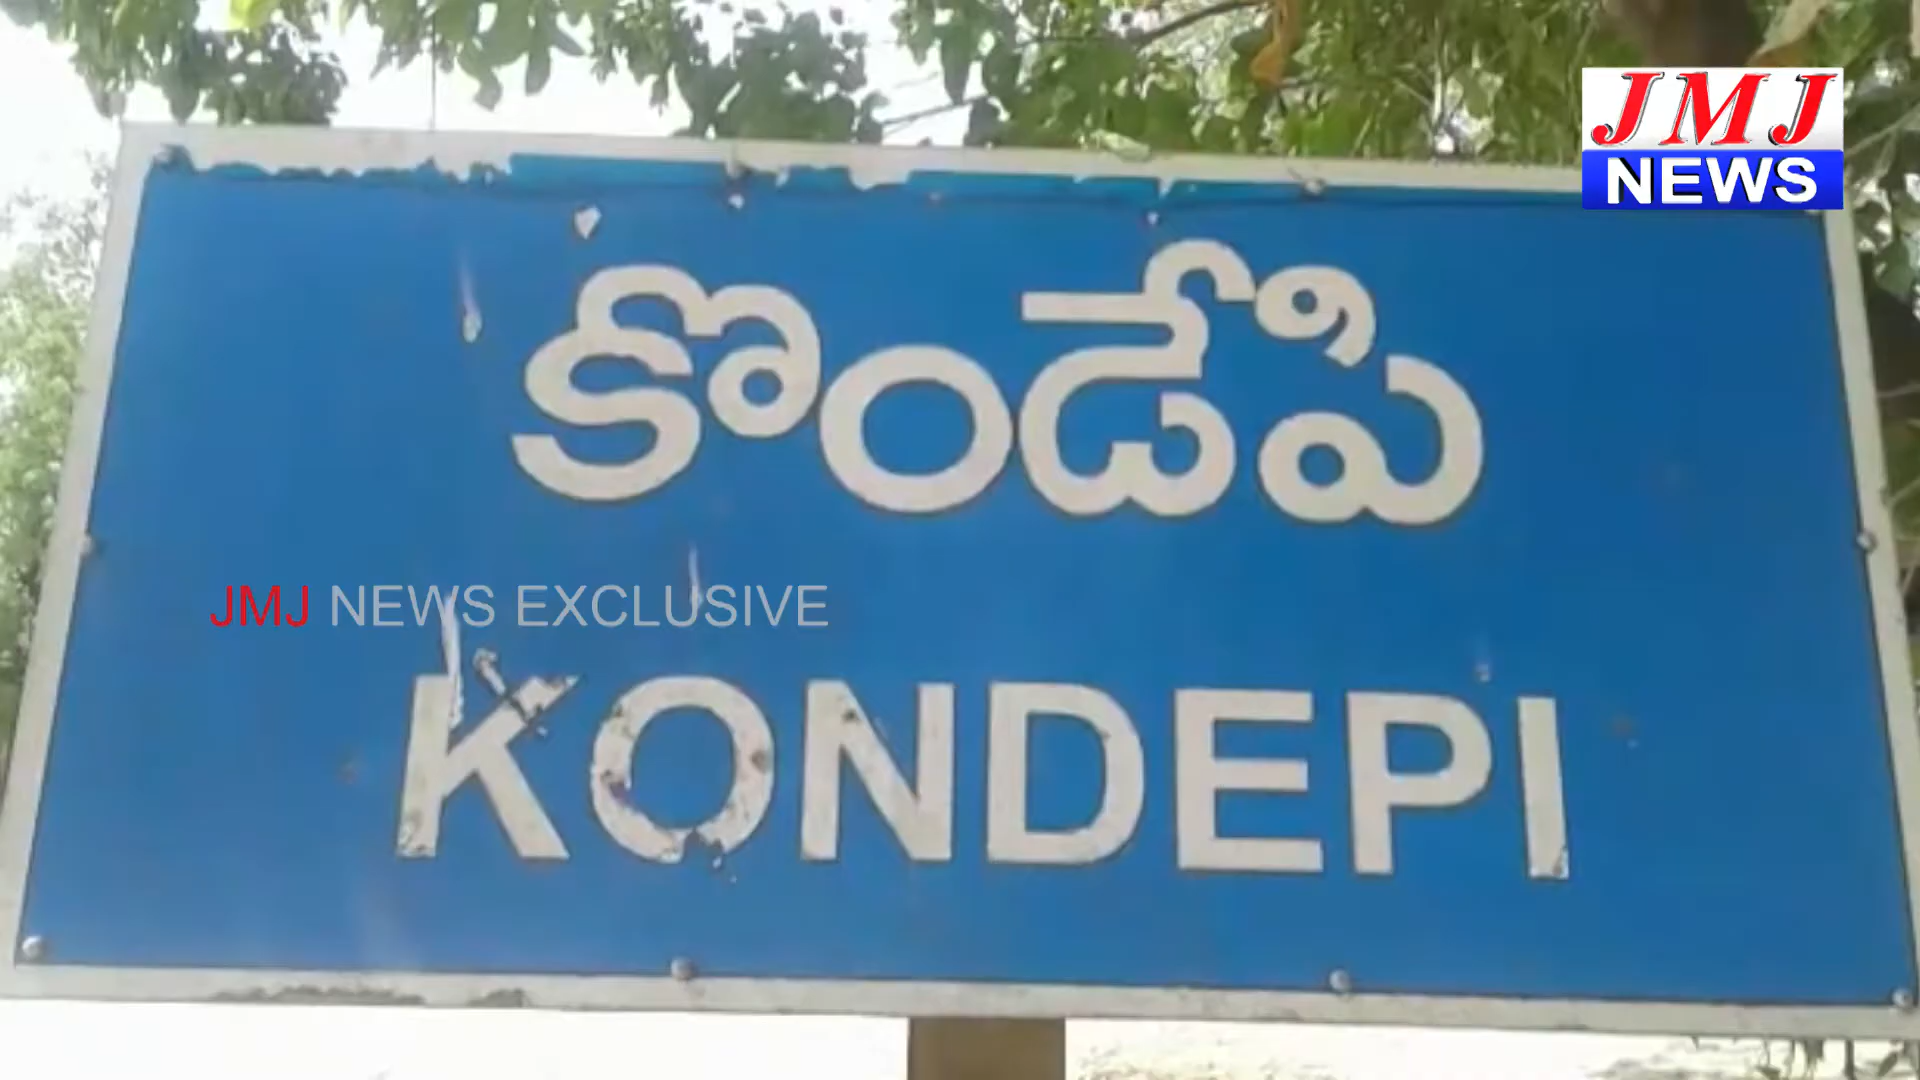 JMJ
NEWS
కొండేపి
JMJ NEWS EXCLUSIVE
KONDEPI